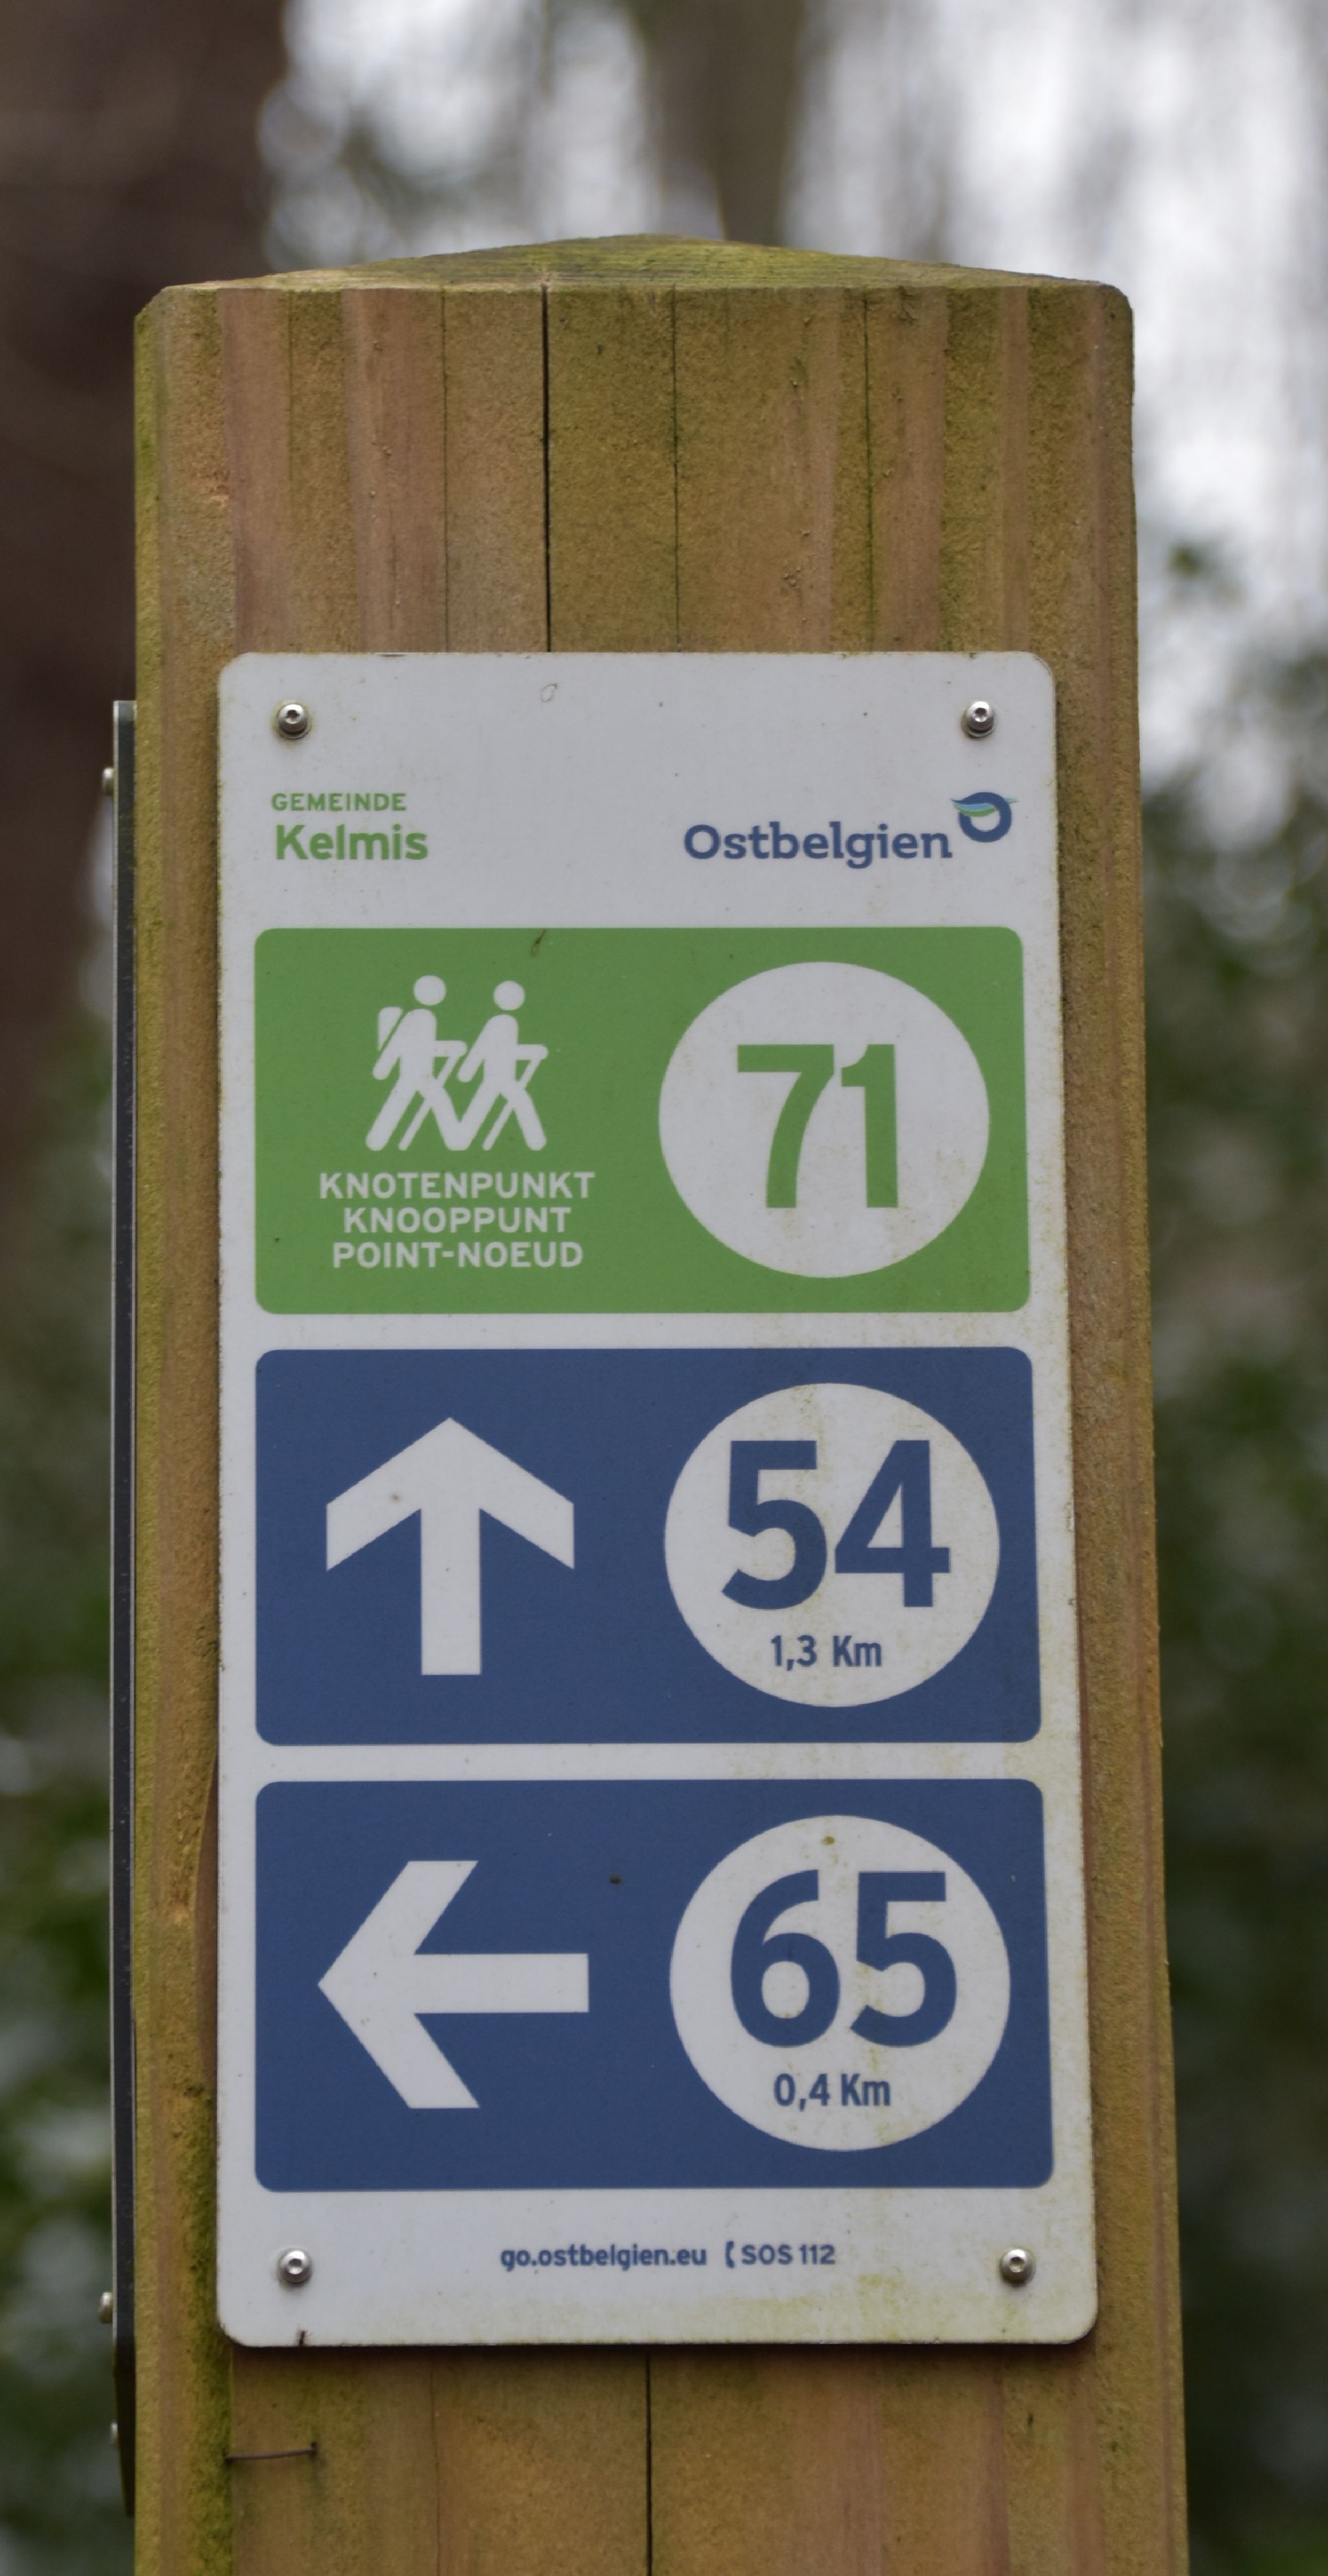 GEMEINDE
Kelmis
Ostbelgien
KNOTENPUNKT
KNOOPPUNT
POINT-NOEUD
71
54
1,3 Km
65
0,4 Km
go.ostbelgien.eu SOS 112